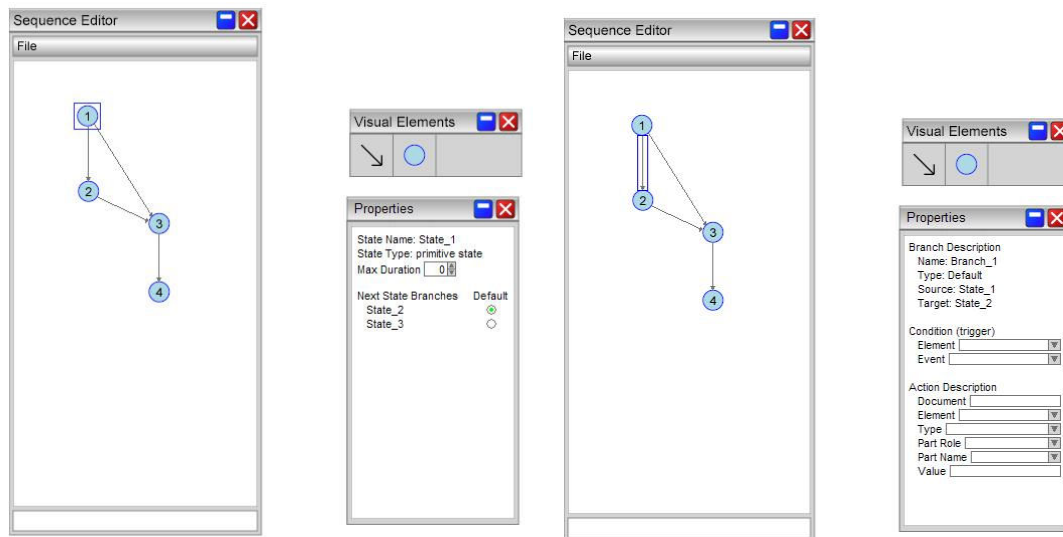 Sequence Editor
File
1
2
3
4
Visual Elements
Properties
State Name: State_1
State Type: primitive state
Max Duration 0
Next State Branches Default
State_2
State_3
Sequence Editor
File
1
2
3
4
Visual Elements
Properties
Branch Description
Name: Branch_1
Type: Default
Source: State_1
Target: State_2
Condition (trigger)
Element
Event
Action Description
Document
Element
Type
Part Role
Part Name
Value